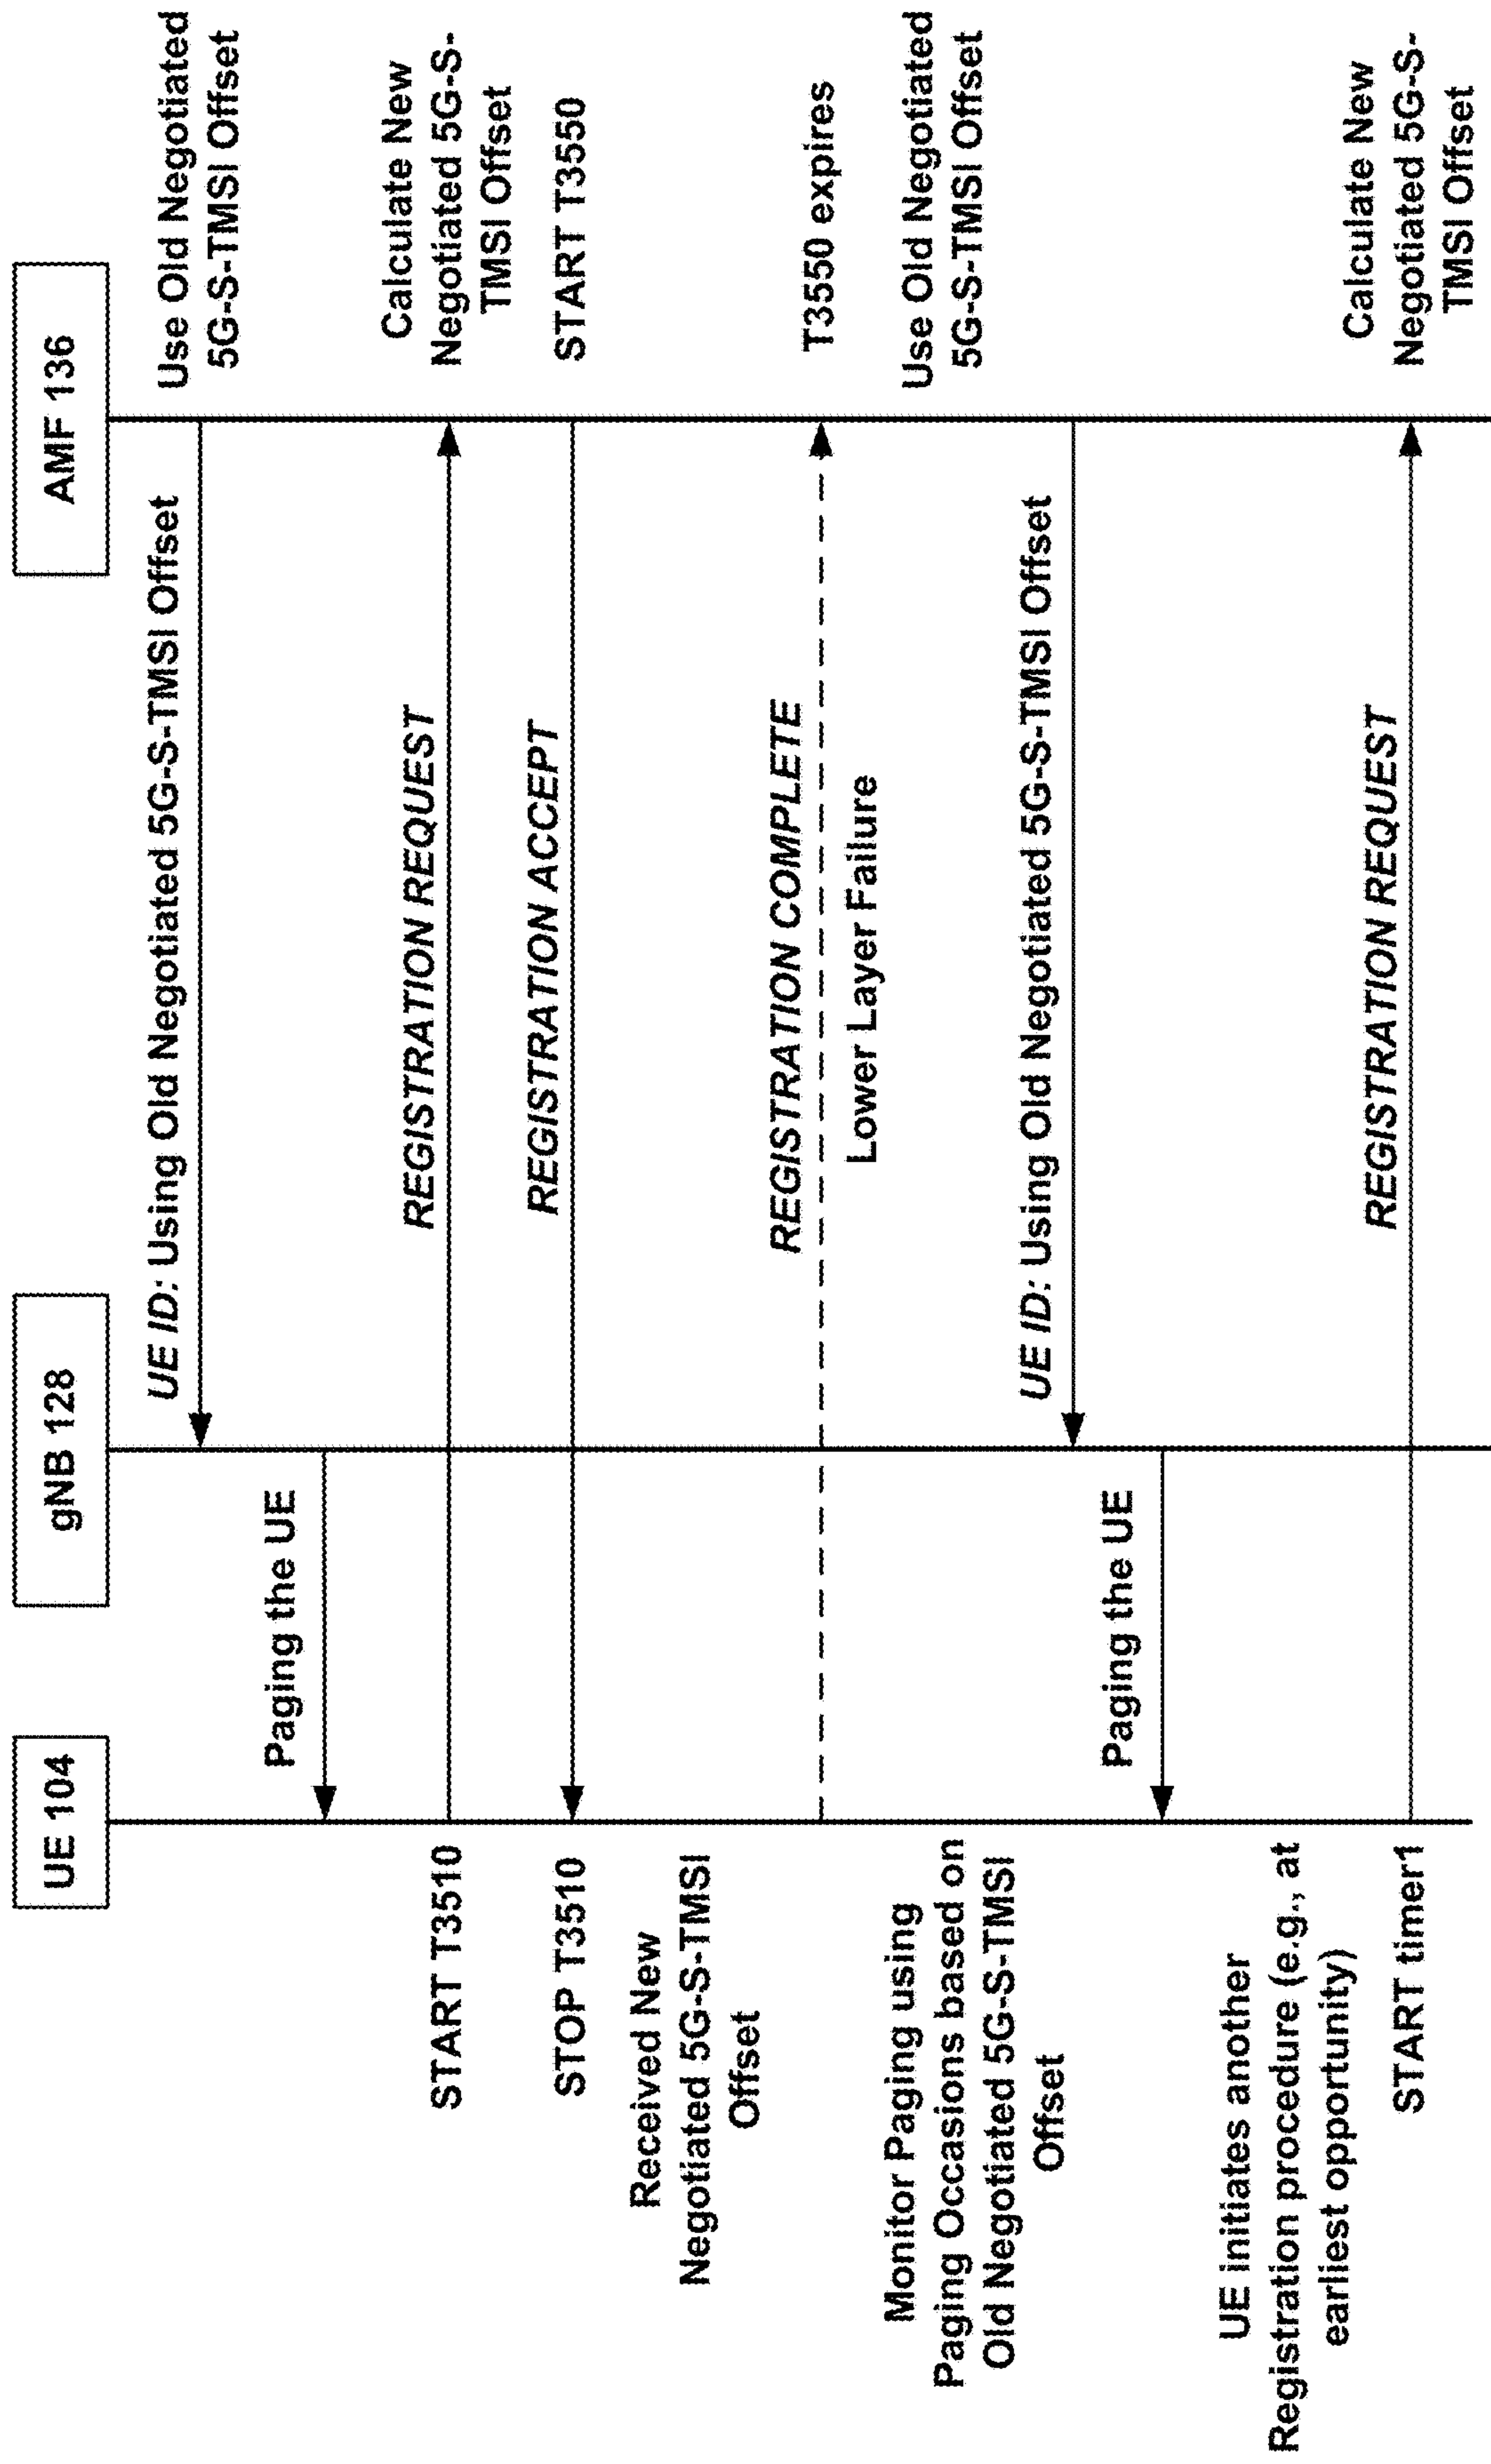 UE 104
gNB 128
AMF 136
Use Old Negotiated
5G-S-TMSI Offset
UE ID: Using Old Negotiated 5G-S-TMSI Offset
Paging the UE
START T3510
REGISTRATION REQUEST
Calculate New
Negotiated 5G-S-
TMSI Offset
STOP T3510
REGISTRATION ACCEPT
START T3550
Received New
Negotiated 5G-S-TMSI
Offset
REGISTRATION COMPLETE
T3550 expires
Lower Layer Failure
Monitor Paging using
Paging Occasions based on
Old Negotiated 5G-S-TMSI
Offset
Use Old Negotiated
5G-S-TMSI Offset
UE ID: Using Old Negotiated 5G-S-TMSI Offset
Paging the UE
UE initiates another
Registration procedure (e.g., at
earliest opportunity)
START timer1
REGISTRATION REQUEST
Calculate New
Negotiated 5G-S-
TMSI Offset